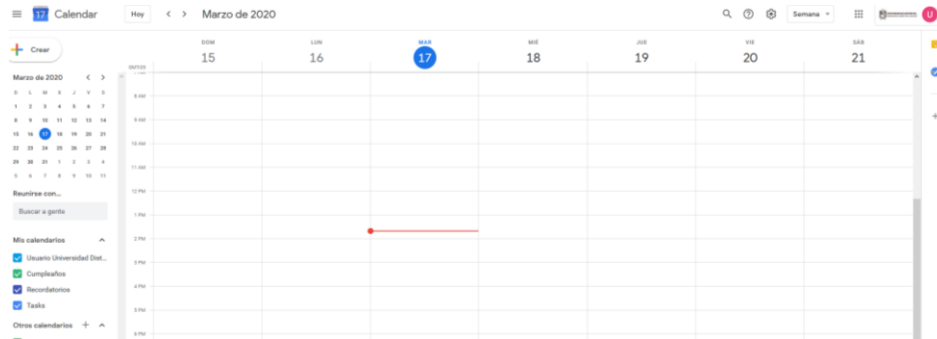 Calendar
Hoy
Marzo de 2020
Semana
U
Crear
DOM LUN MAR MIÉ JUE VIE SÁB
15 16 17 18 19 20 21
Marzo de 2020
D L M X J V S
1 2 3 4 5 6 7
8 9 10 11 12 13 14
15 16 17 18 19 20 21
22 23 24 25 26 27 28
29 30 31 1 2 3 4
5 6 7 8 9 10 11
8 AM
9 AM
10 AM
11 AM
12 PM
1 PM
2 PM
3 PM
4 PM
5 PM
6 PM
Reunirse con...
Buscar a gente
Mis calendarios
Usuario Universidad Dist...
Cumpleaños
Recordatorios
Tasks
Otros calendarios